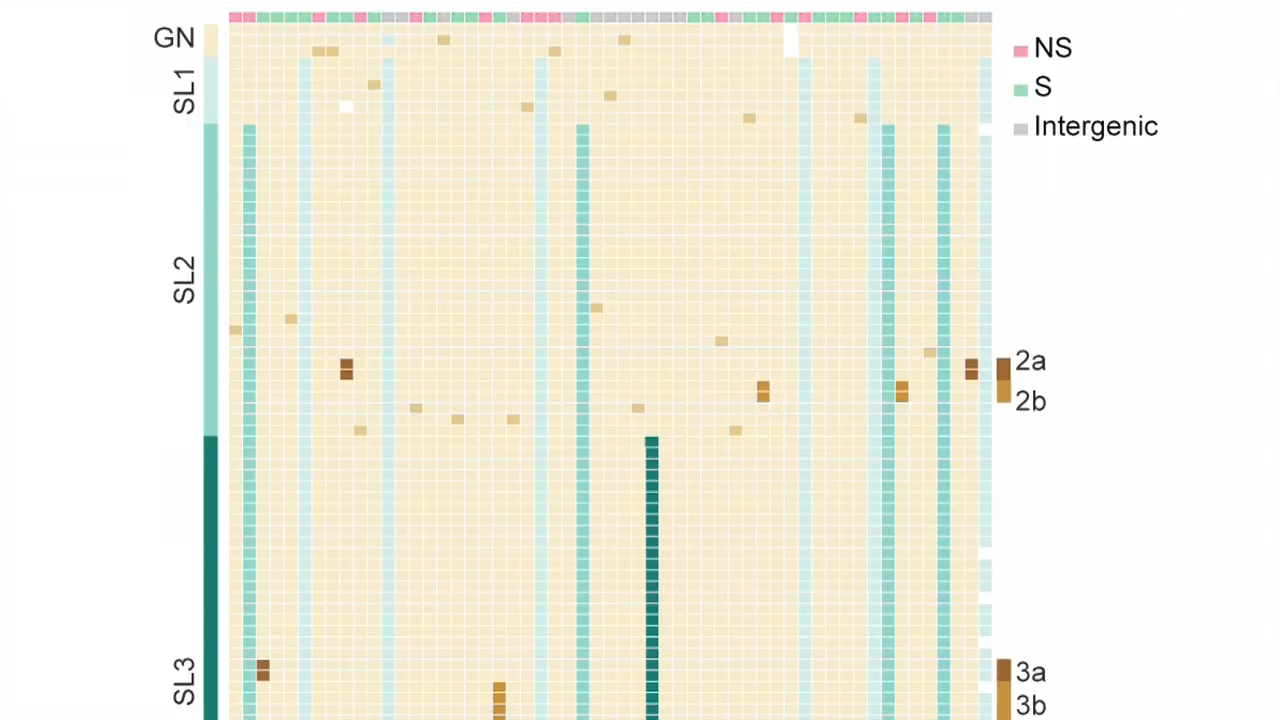 GN
SL1
SL2
SL3
NS
S
Intergenic
2a
2b
3a
3b